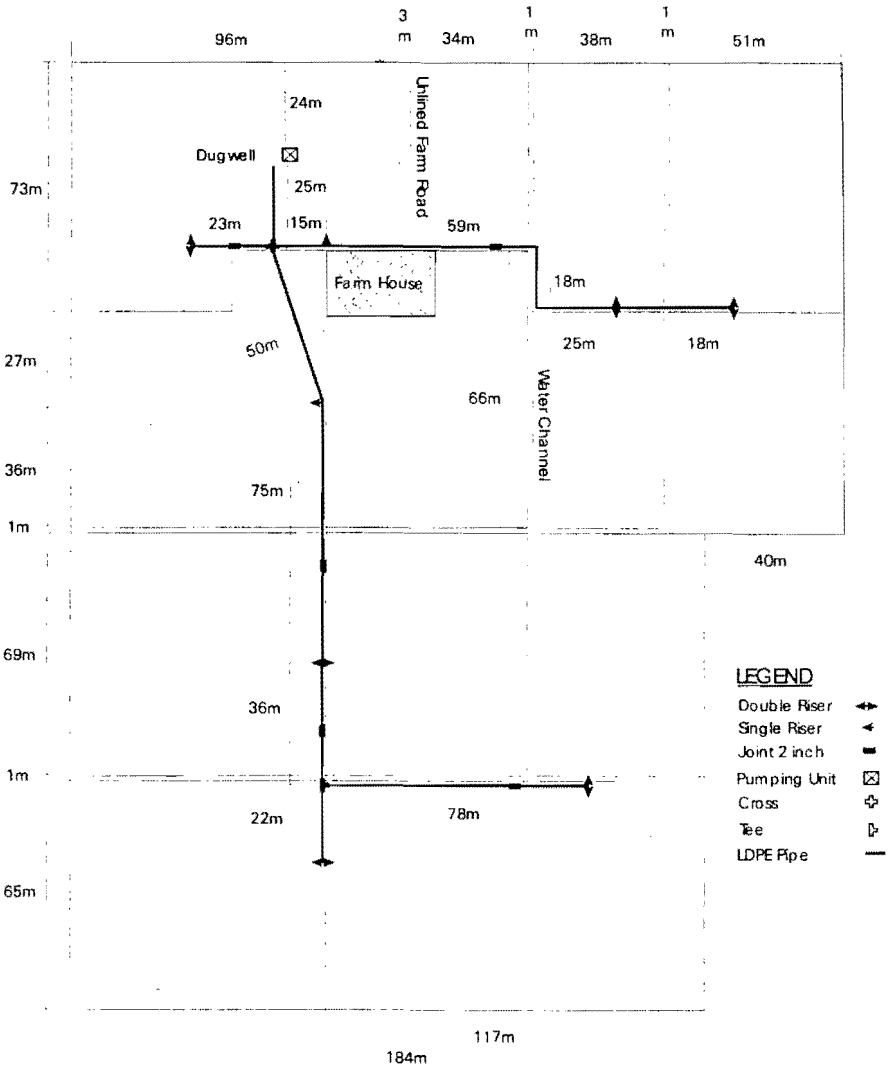 96m
3
m
34m
1
m
38m
1
m
51m
24m
Unlined Farm Road
Dugwell
25m
73m
23m
15m
59m
Farm House
18m
50m
25m
18m
27m
66m
Water Channel
36m
75m
1m
40m
69m
36m
1m
22m
78m
65m
117m
184m
LEGEND
Double Riser
Single Riser
Joint 2 inch
Pumping Unit
Cross
Tee
LDPE Pipe